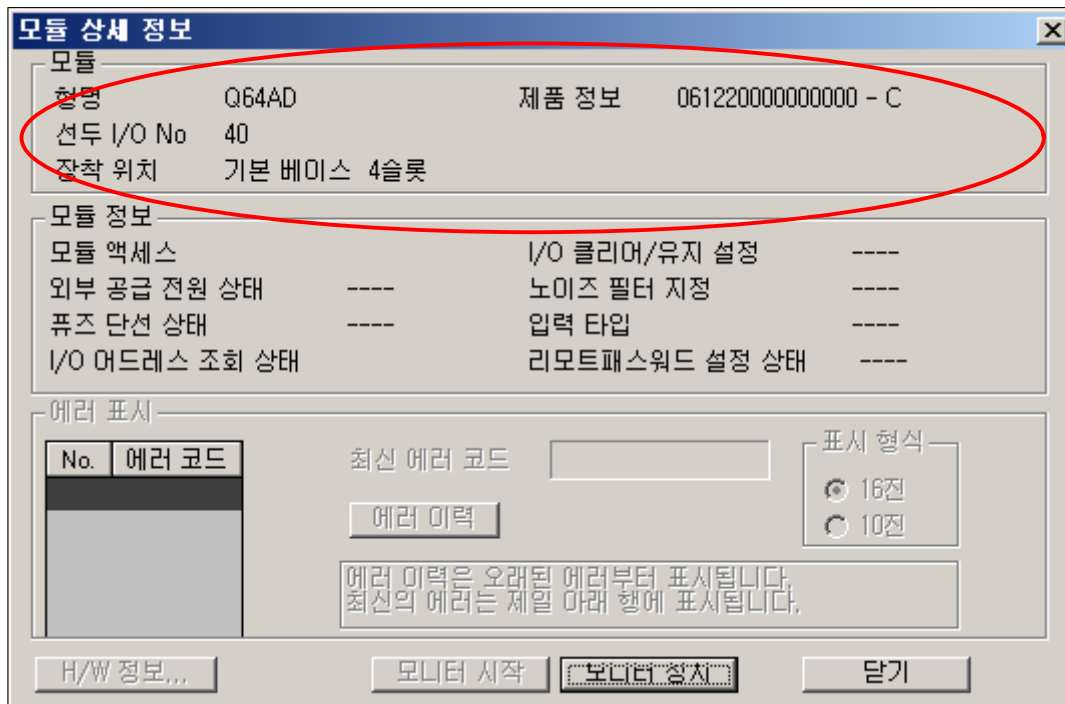 모듈 상세 정보
모듈
형명 Q64AD 제품 정보 061220000000000 - C
선두 I/O No 40
장착 위치 기본 베이스 4슬롯
모듈 정보
모듈 액세스 I/O 클리어/유지 설정 ----
외부 공급 전원 상태 ---- 노이즈 필터 지정 ----
퓨즈 단선 상태 ---- 입력 타입 ----
I/O 어드레스 조회 상태 리모트패스워드 설정 상태 ----
에러 표시
No. 에러 코드 최신 에러 코드 표시 형식
16진
에러 이력 10진
에러 이력은 오래된 에러부터 표시됩니다.
최신의 에러는 제일 아래 행에 표시됩니다.
H/W 정보... 모니터 시작 모니터 정지 닫기